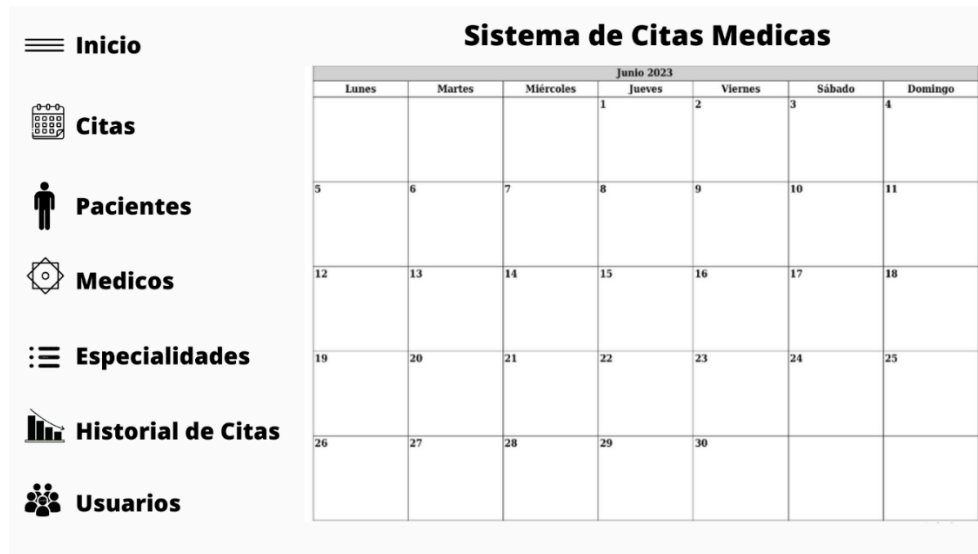 Sistema de Citas Medicas
Inicio
Citas
Pacientes
Medicos
Especialidades
Historial de Citas
Usuarios
Junio 2023
Lunes Martes Miércoles Jueves Viernes Sábado Domingo
1 2 3 4
5 6 7 8 9 10 11
12 13 14 15 16 17 18
19 20 21 22 23 24 25
26 27 28 29 30